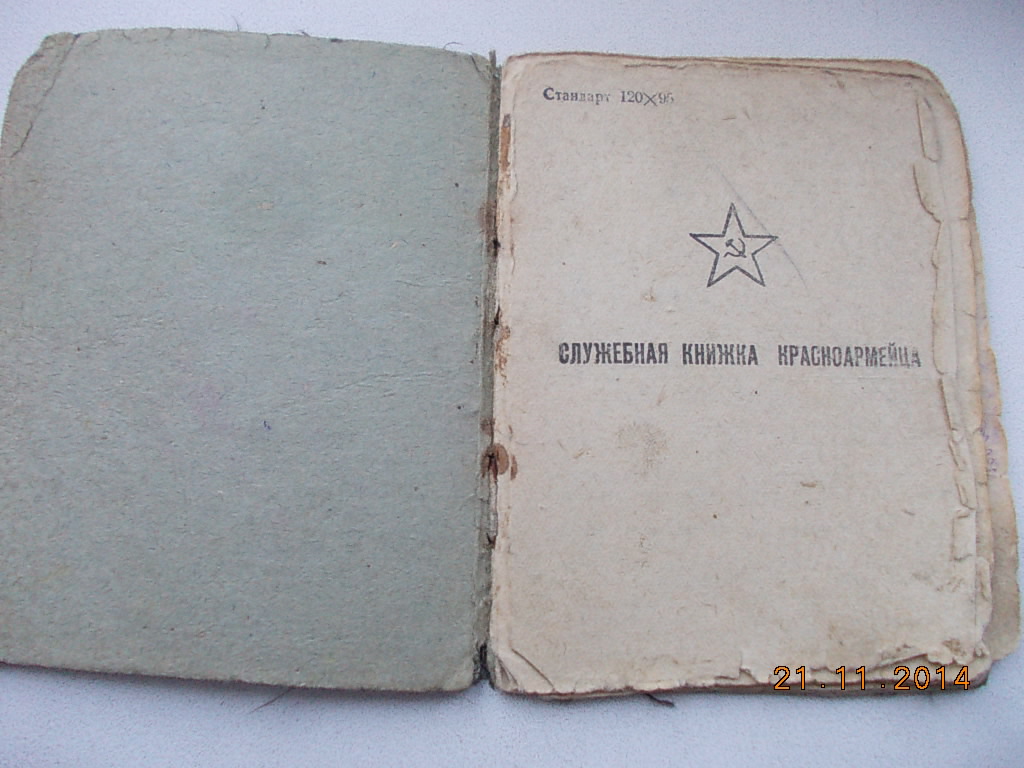 Стандарт 120×95
СЛУЖЕБНАЯ КНИЖКА КРАСНОАРМЕЙЦА
21.11.2014